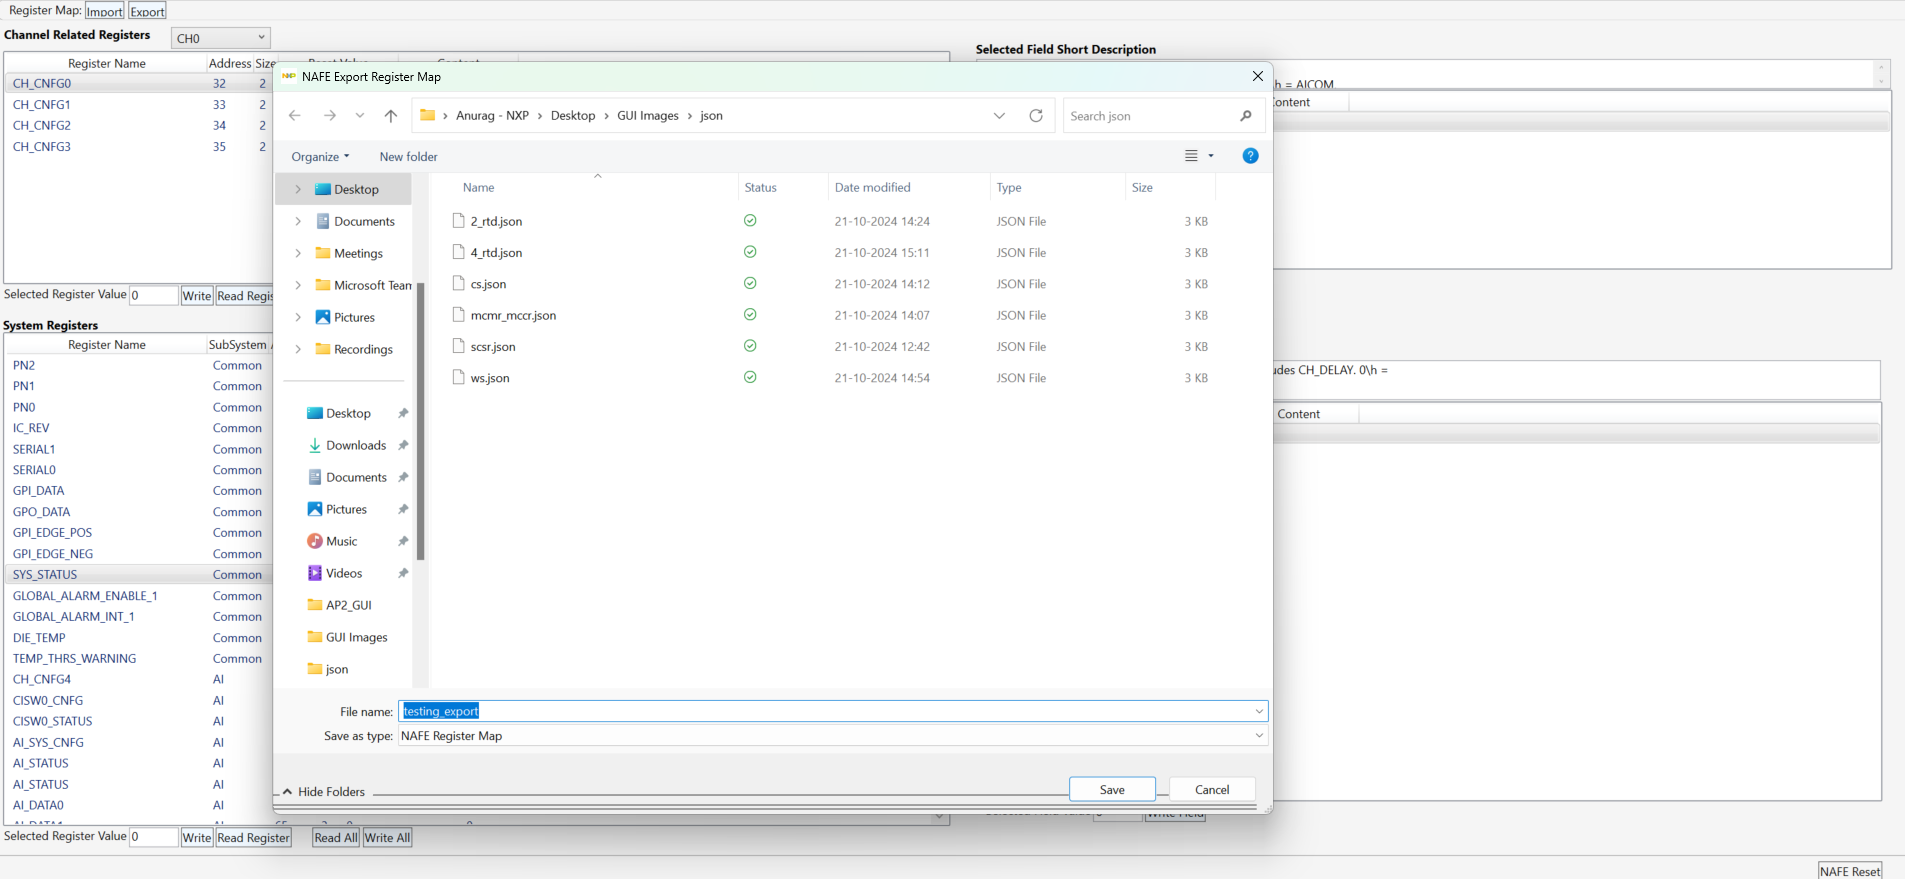 Register Map: Import Export
Channel Related Registers CH0
Register Name Address Size
CH_CNFG0 32 2
CH_CNFG1 33 2
CH_CNFG2 34 2
CH_CNFG3 35 2
Selected Register Value 0 Write Read Regis
System Registers
Register Name SubSystem
PN2 Common
PN1 Common
PN0 Common
IC_REV Common
SERIAL1 Common
SERIAL0 Common
GPI_DATA Common
GPO_DATA Common
GPI_EDGE_POS Common
GPI_EDGE_NEG Common
SYS_STATUS Common
GLOBAL_ALARM_ENABLE_1 Common
GLOBAL_ALARM_INT_1 Common
DIE_TEMP Common
TEMP_THRS_WARNING Common
CH_CNFG4 AI
CISW0_CNFG AI
CISW0_STATUS AI
AI_SYS_CNFG AI
AI_STATUS AI
AI_STATUS AI
AI_DATA0 AI
Selected Register Value 0 Write Read Register Read All Write All
NXP NAFE Export Register Map
Anurag - NXP > Desktop > GUI Images > json
Search json
Organize New folder
Desktop
Documents
Meetings
Microsoft Team
Pictures
Recordings
Desktop
Downloads
Documents
Pictures
Music
Videos
AP2_GUI
GUI Images
json
Name Status Date modified Type Size
2_rtd.json 21-10-2024 14:24 JSON File 3 KB
4_rtd.json 21-10-2024 15:11 JSON File 3 KB
cs.json 21-10-2024 14:12 JSON File 3 KB
mcmr_mccr.json 21-10-2024 14:07 JSON File 3 KB
scsr.json 21-10-2024 12:42 JSON File 3 KB
ws.json 21-10-2024 14:54 JSON File 3 KB
File name: testing_export
Save as type: NAFE Register Map
Hide Folders Save Cancel
Selected Field Short Description
\h = AICOM
ontent
udes CH_DELAY. 0\h =
Content
NAFE Reset